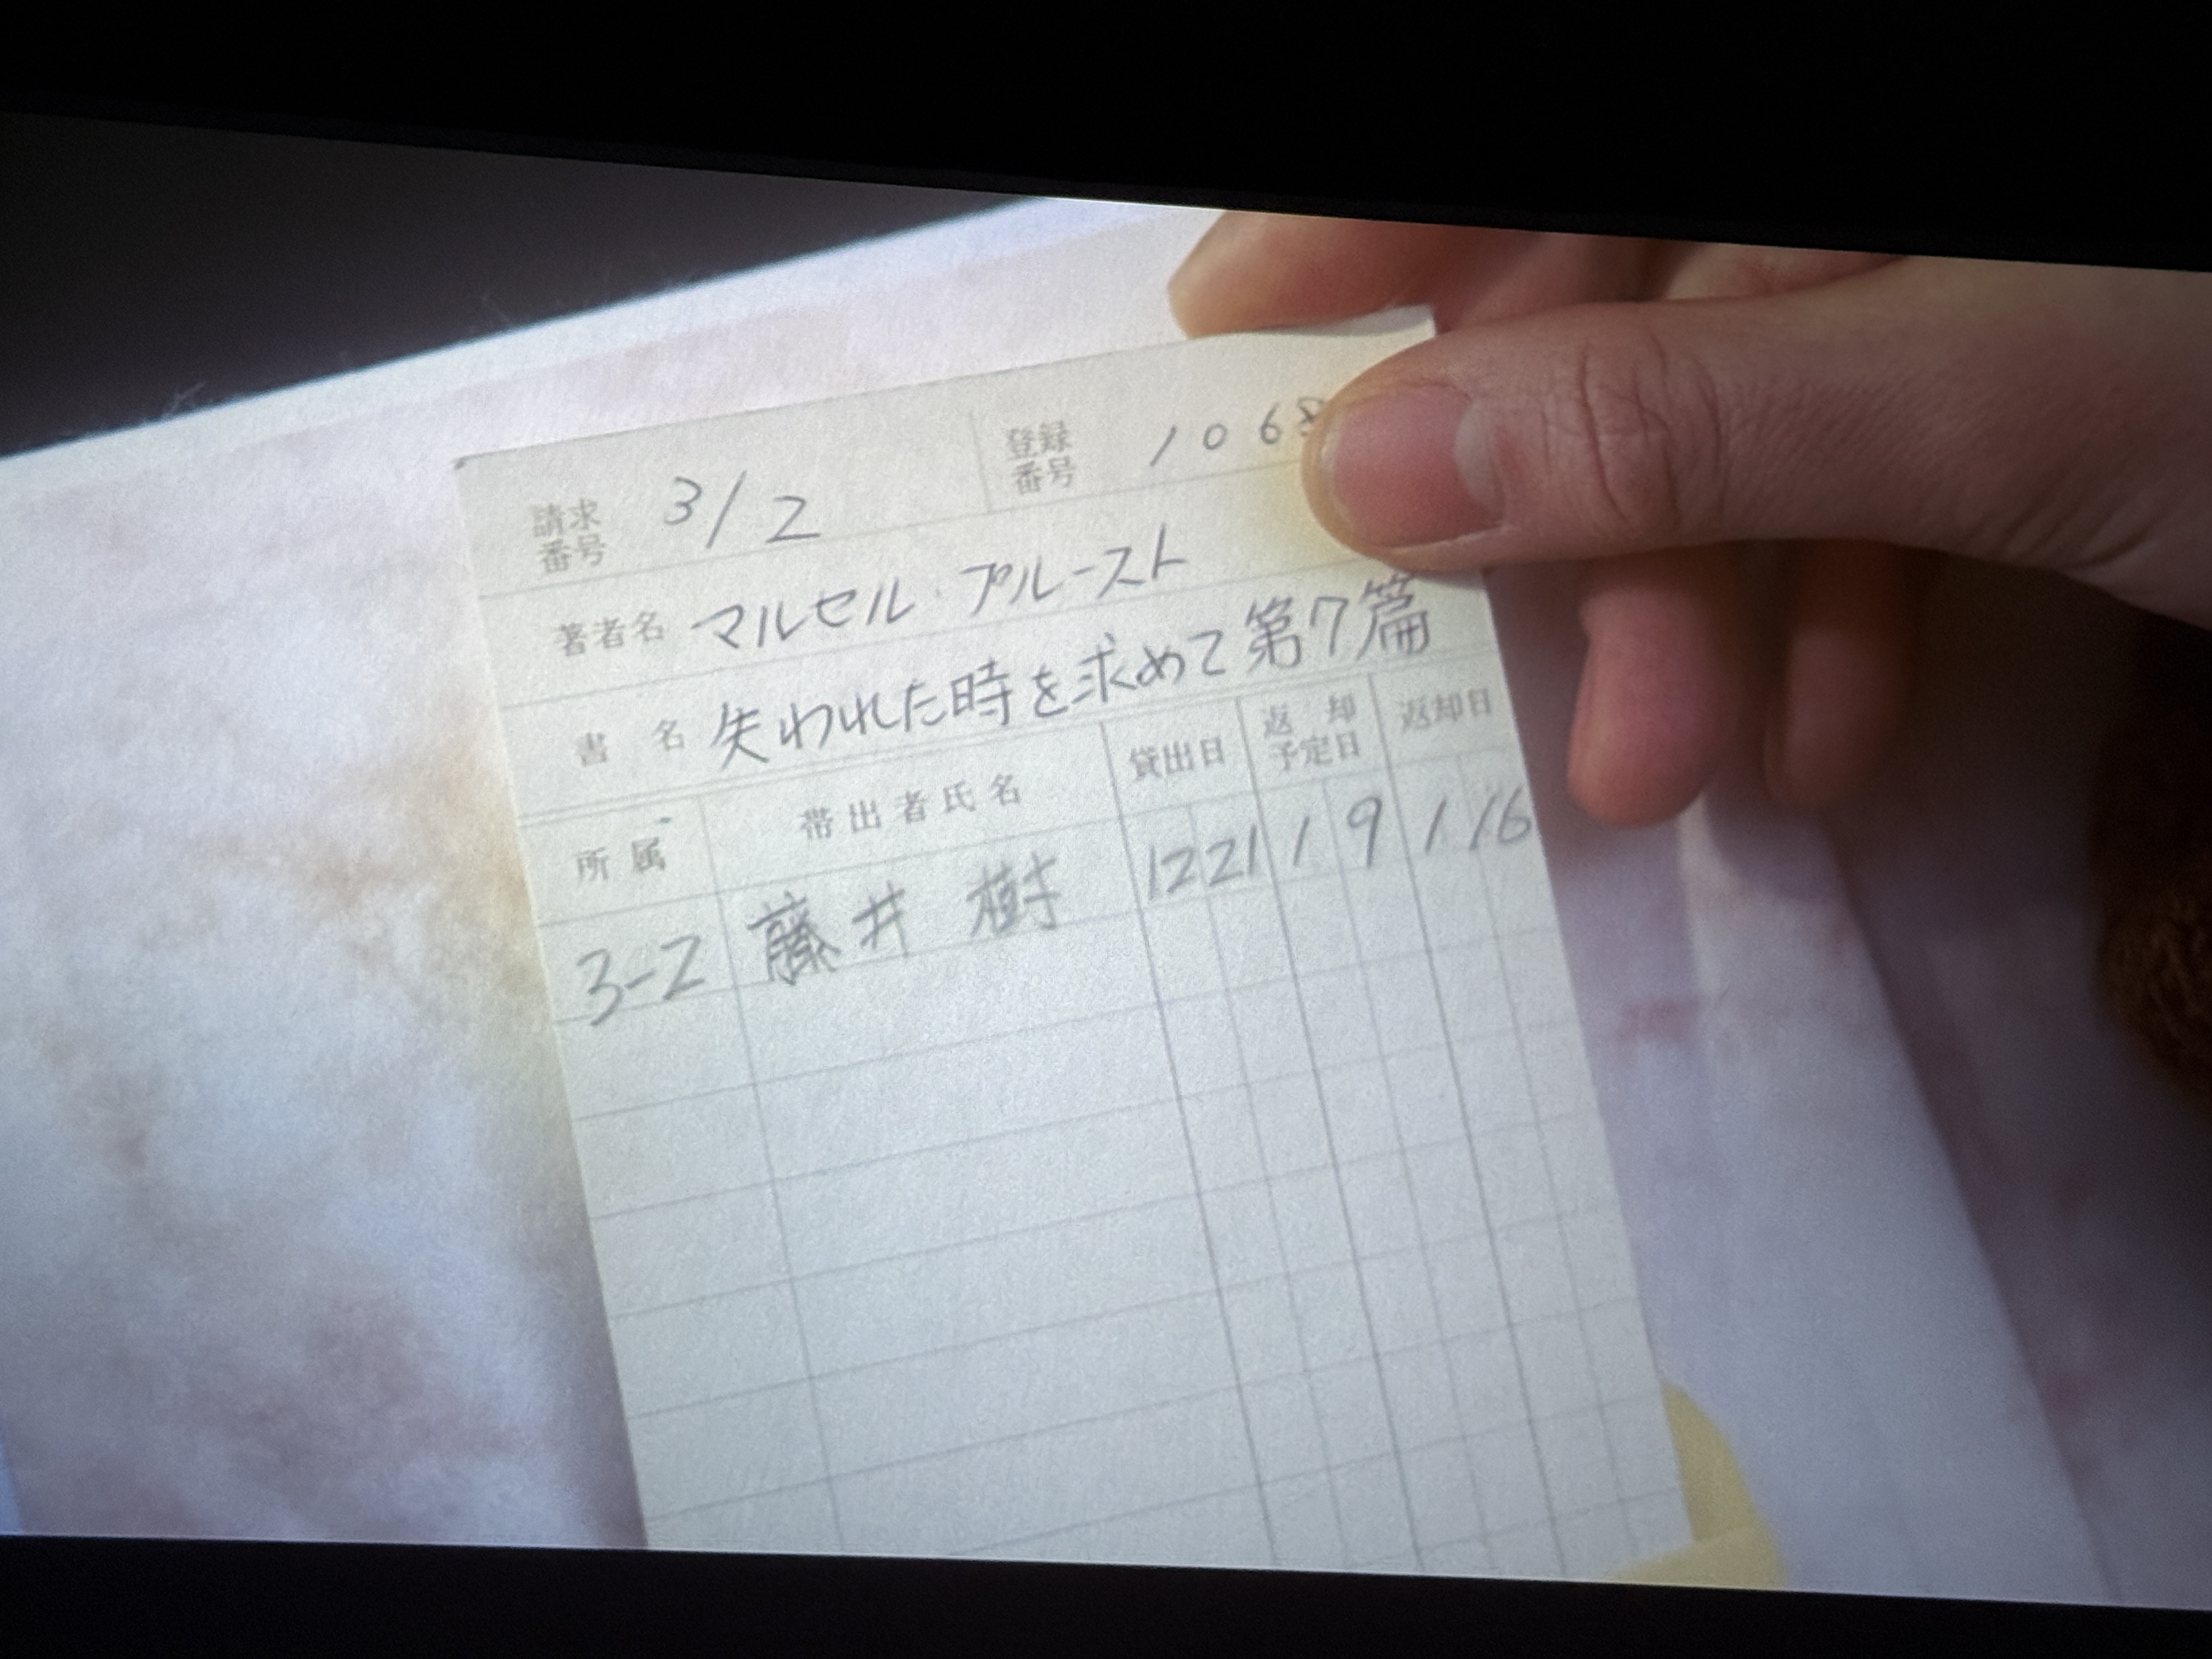 請求番号 3/2 登録番号 1068
著者名 マルセル・プルースト
書名 失われた時を求めて 第7篇
所属 帯出者氏名 貸出日 返却予定日 返却日
3-2 藤井 樹 12 21 1 9 1 16